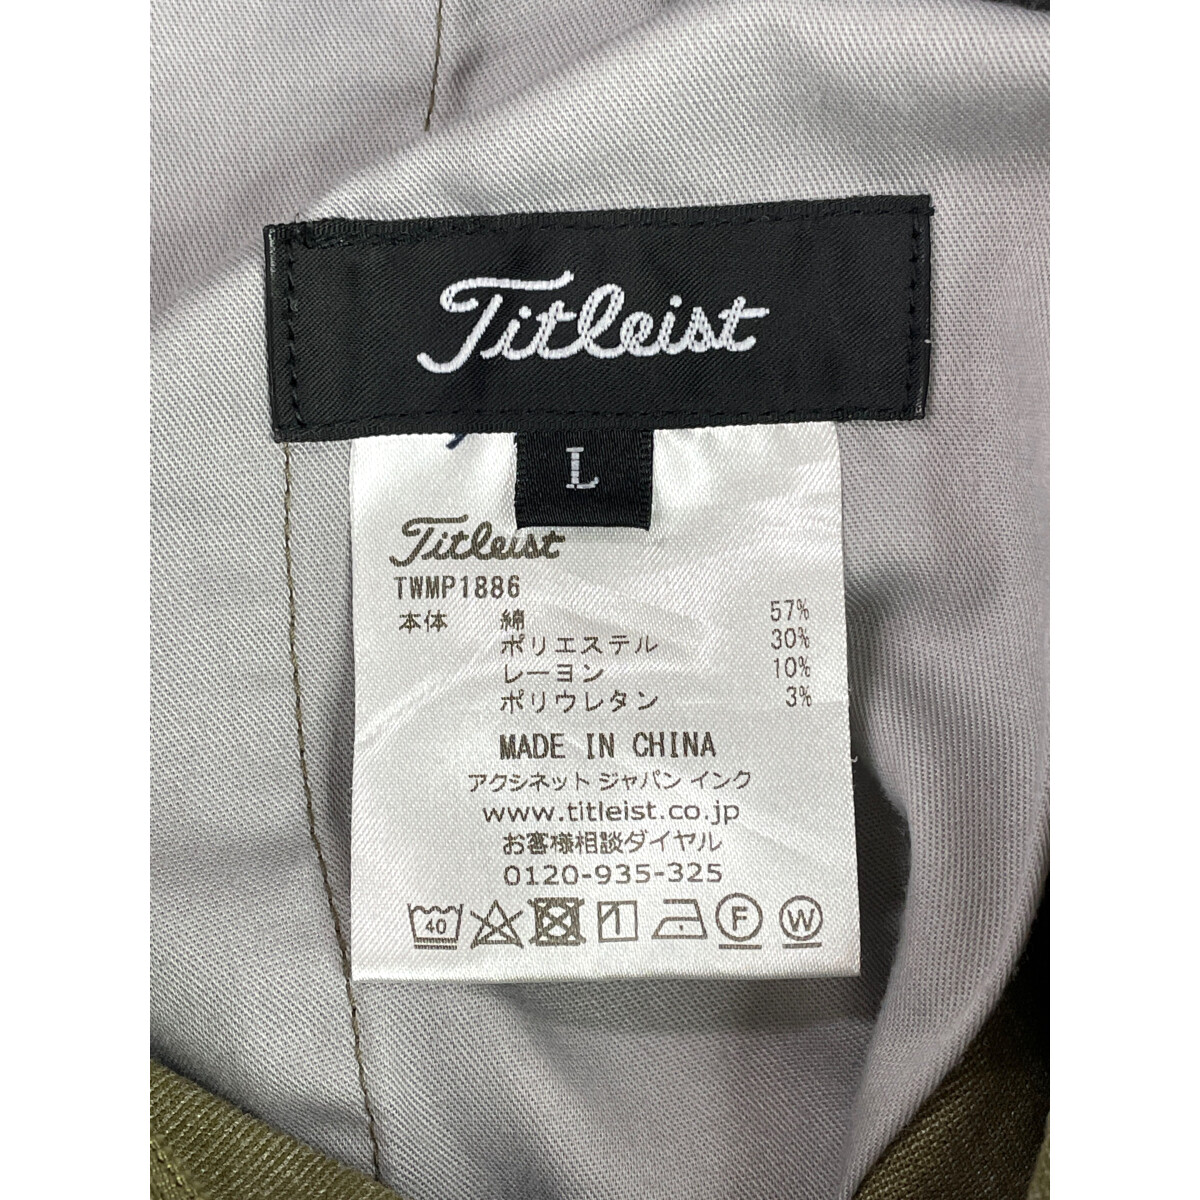 Titleist
L
Titleist
TWMP1886
本体 綿 57%
ポリエステル 30%
レーヨン 10%
ポリウレタン 3%
MADE IN CHINA
アクシネット ジャパン インク
www.titleist.co.jp
お客様相談ダイヤル
0120-935-325
40 F W